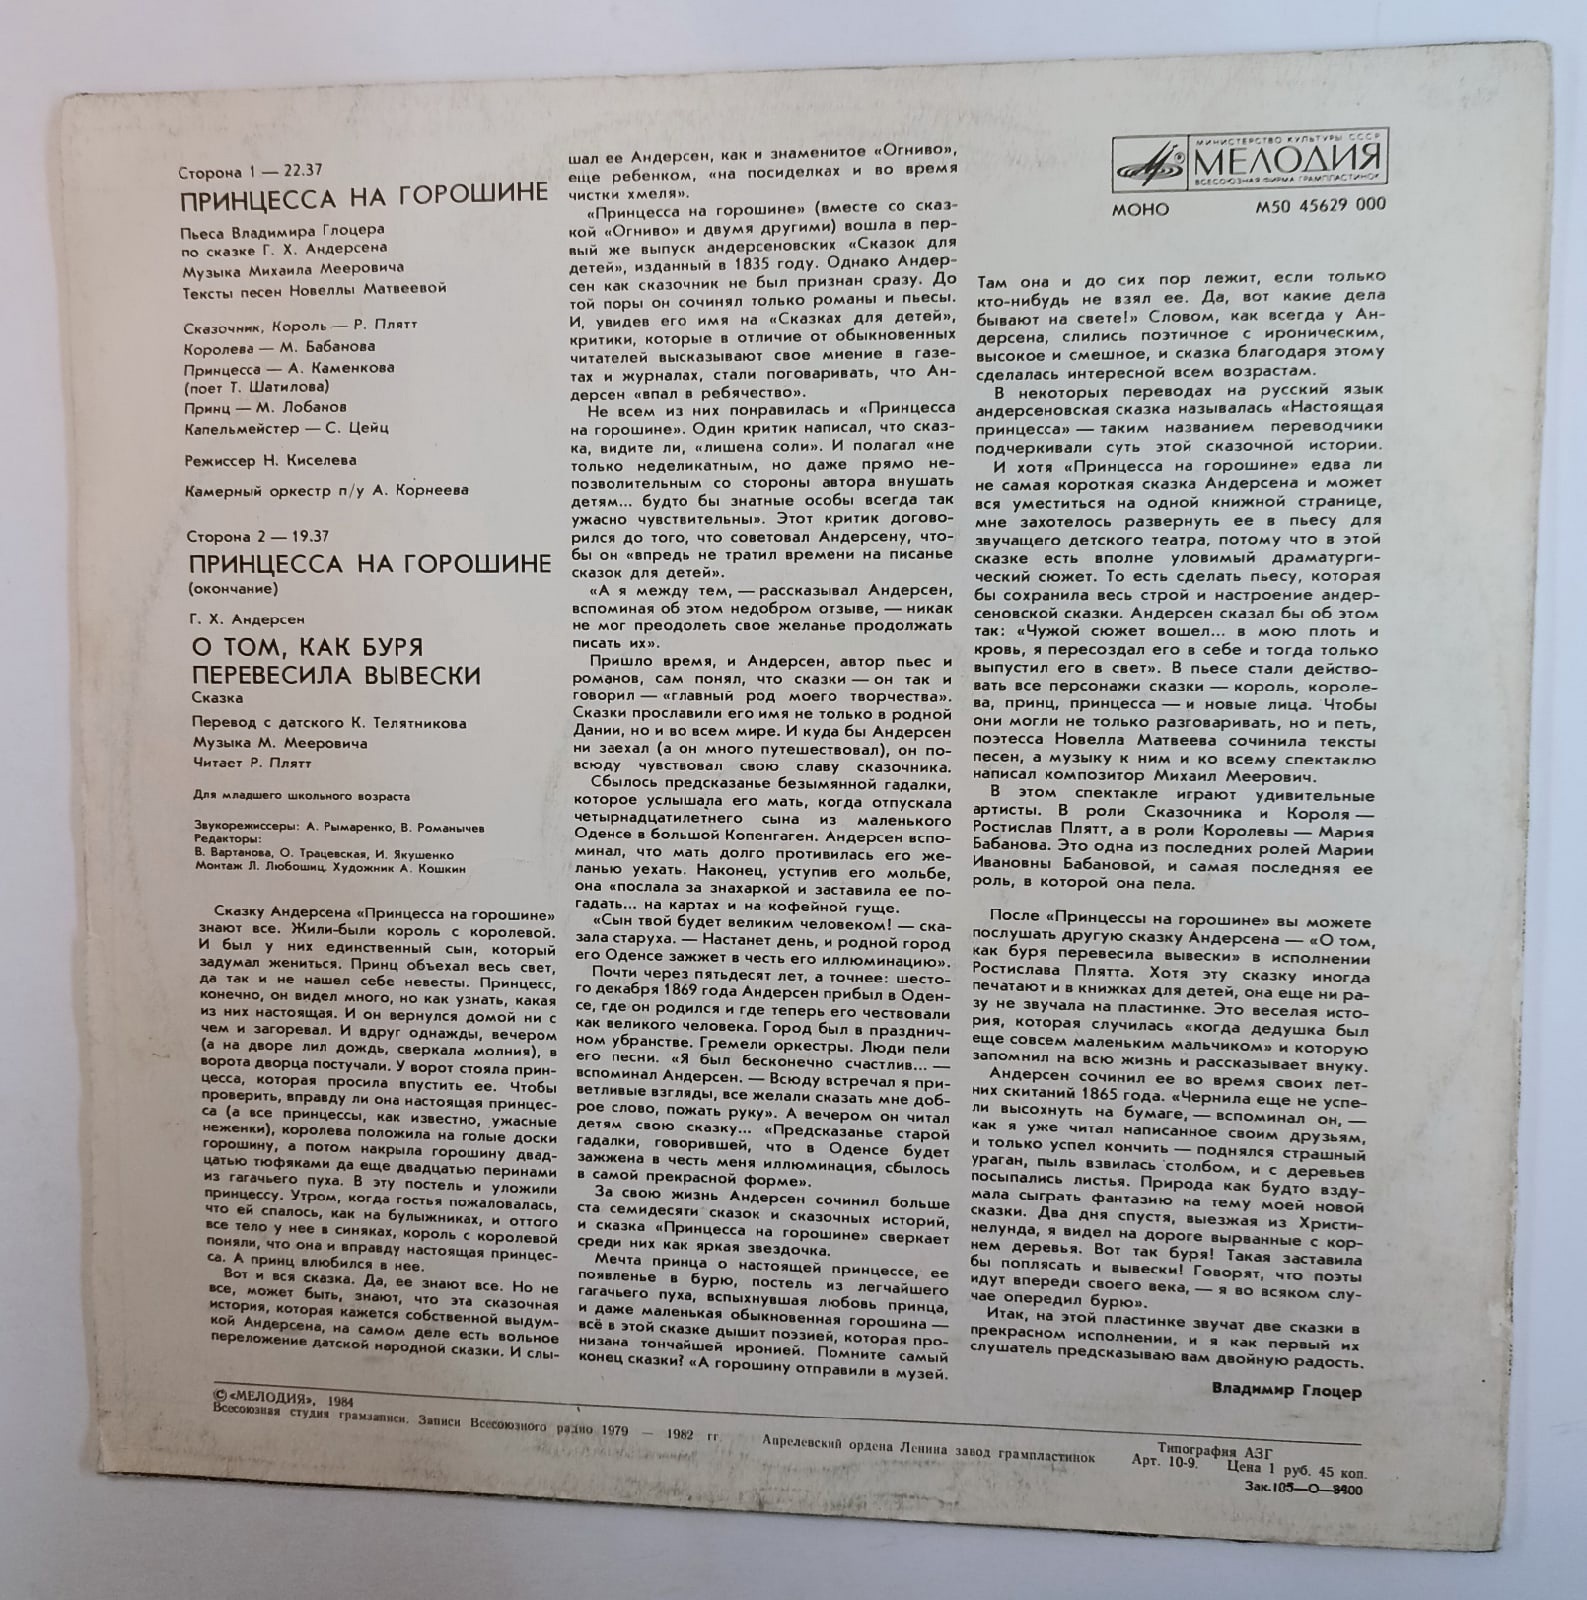 Сторона 1 — 22.37
ПРИНЦЕССА НА ГОРОШИНЕ
Пьеса Владимира Глоцера
по сказке Г. Х. Андерсена
Музыка Михаила Мееровича
Тексты песен Новеллы Матвеевой
Сказочник, Король — Р. Плятт
Королева — М. Бабанова
Принцесса — А. Каменкова
(поет Т. Шатилова)
Принц — М. Лобанов
Капельмейстер — С. Цейц
Режиссер Н. Киселева
Камерный оркестр п/у А. Корнеева
Сторона 2 — 19.37
ПРИНЦЕССА НА ГОРОШИНЕ
(окончание)
Г. Х. Андерсен
О ТОМ, КАК БУРЯ
ПЕРЕВЕСИЛА ВЫВЕСКИ
Сказка
Перевод с датского К. Телятникова
Музыка М. Мееровича
Читает Р. Плятт
Для младшего школьного возраста
Звукорежиссеры: А. Рымаренко, В. Романычев
Редакторы:
В. Вартанова, О. Трацевская, И. Якушенко
Монтаж Л. Любошиц. Художник А. Кошкин
Сказку Андерсена «Принцесса на горошине»
знают все. Жили-были король с королевой.
И был у них единственный сын, который
задумал жениться. Принц объехал весь свет,
да так и не нашел себе невесты. Принцесс,
конечно, он видел много, но как узнать, какая
из них настоящая. И он вернулся домой ни с
чем и загоревал. И вдруг однажды, вечером
(а на дворе лил дождь, сверкала молния), в
ворота дворца постучали. У ворот стояла прин-
цесса, которая просила впустить ее. Чтобы
проверить, вправду ли она настоящая принцес-
са (а все принцессы, как известно, ужасные
неженки), королева положила на голые доски
горошину, а потом накрыла горошину двад-
цатью тюфяками да еще двадцатью перинами
из гагачьего пуха. В эту постель и уложили
принцессу. Утром, когда гостья пожаловалась,
что ей спалось, как на булыжниках, и оттого
все тело у нее в синяках, король с королевой
поняли, что она и вправду настоящая принцес-
са. А принц влюбился в нее.
Вот и вся сказка. Да, ее знают все. Но не
все, может быть, знают, что эта сказочная
история, которая кажется собственной выдум-
кой Андерсена, на самом деле есть вольное
переложение датской народной сказки. И слы-
шал ее Андерсен, как и знаменитое «Огниво»,
еще ребенком, «на посиделках и во время
чистки хмеля».
«Принцесса на горошине» (вместе со сказ-
кой «Огниво» и двумя другими) вошла в пер-
вый же выпуск андерсеновских «Сказок для
детей», изданный в 1835 году. Однако Андер-
сен как сказочник не был признан сразу. До
той поры он сочинял только романы и пьесы.
И, увидев его имя на «Сказках для детей»,
критики, которые в отличие от обыкновенных
читателей высказывают свое мнение в газе-
тах и журналах, стали поговаривать, что Ан-
дерсен «впал в ребячество».
Не всем из них понравилась и «Принцесса
на горошине». Один критик написал, что сказ-
ка, видите ли, «лишена соли». И полагал «не
только неделикатным, но даже прямо не-
позволительным со стороны автора внушать
детям... будто бы знатные особы всегда так
ужасно чувствительны». Этот критик догово-
рился до того, что советовал Андерсену, что-
бы он «впредь не тратил времени на писанье
сказок для детей».
«А я между тем, — рассказывал Андерсен,
вспоминая об этом недобром отзыве, — никак
не мог преодолеть свое желанье продолжать
писать их».
Пришло время, и Андерсен, автор пьес и
романов, сам понял, что сказки — он так и
говорил — «главный род моего творчества».
Сказки прославили его имя не только в родной
Дании, но и во всем мире. И куда бы Андерсен
ни заехал (а он много путешествовал), он по-
всюду чувствовал свою славу сказочника.
Сбылось предсказанье безымянной гадалки,
которое услышала его мать, когда отпускала
четырнадцатилетнего сына из маленького
Оденсе в большой Копенгаген. Андерсен вспо-
минал, что мать долго противилась его же-
ланью уехать. Наконец, уступив его мольбе,
она «послала за знахаркой и заставила ее по-
гадать... на картах и на кофейной гуще.
«Сын твой будет великим человеком! — ска-
зала старуха. — Настанет день, и родной город
его Оденсе зажжет в честь его иллюминацию».
Почти через пятьдесят лет, а точнее: шесто-
го декабря 1869 года Андерсен прибыл в Оден-
се, где он родился и где теперь его чествовали
как великого человека. Город был в празднич-
ном убранстве. Гремели оркестры. Люди пели
его песни. «Я был бесконечно счастлив... —
вспоминал Андерсен. — Всюду встречал я при-
ветливые взгляды, все желали сказать мне доб-
рое слово, пожать руку». А вечером он читал
детям свою сказку... «Предсказанье старой
гадалки, говорившей, что в Оденсе будет
зажжена в честь меня иллюминация, сбылось
в самой прекрасной форме».
За свою жизнь Андерсен сочинил больше
ста семидесяти сказок и сказочных историй,
и сказка «Принцесса на горошине» сверкает
среди них как яркая звездочка.
Мечта принца о настоящей принцессе, ее
появленье в бурю, постель из легчайшего
гагачьего пуха, вспыхнувшая любовь принца,
и даже маленькая обыкновенная горошина —
всё в этой сказке дышит поэзией, которая про-
низана тончайшей иронией. Помните самый
конец сказки? «А горошину отправили в музей.
МИНИСТЕРСТВО КУЛЬТУРЫ СССР
МЕЛОДИЯ
ВСЕСОЮЗНАЯ ФИРМА ГРАМПЛАСТИНОК
МОНО М50 45629 000
Там она и до сих пор лежит, если только
кто-нибудь не взял ее. Да, вот какие дела
бывают на свете!» Словом, как всегда у Ан-
дерсена, слились поэтичное с ироническим,
высокое и смешное, и сказка благодаря этому
сделалась интересной всем возрастам.
В некоторых переводах на русский язык
андерсеновская сказка называлась «Настоящая
принцесса» — таким названием переводчики
подчеркивали суть этой сказочной истории.
И хотя «Принцесса на горошине» едва ли
не самая короткая сказка Андерсена и может
вся уместиться на одной книжной странице,
мне захотелось развернуть ее в пьесу для
звучащего детского театра, потому что в этой
сказке есть вполне уловимый драматурги-
ческий сюжет. То есть сделать пьесу, которая
бы сохранила весь строй и настроение андер-
сеновской сказки. Андерсен сказал бы об этом
так: «Чужой сюжет вошел... в мою плоть и
кровь, я пересоздал его в себе и тогда только
выпустил его в свет». В пьесе стали действо-
вать все персонажи сказки — король, короле-
ва, принц, принцесса — и новые лица. Чтобы
они могли не только разговаривать, но и петь,
поэтесса Новелла Матвеева сочинила тексты
песен, а музыку к ним и ко всему спектаклю
написал композитор Михаил Меерович.
В этом спектакле играют удивительные
артисты. В роли Сказочника и Короля —
Ростислав Плятт, а в роли Королевы — Мария
Бабанова. Это одна из последних ролей Марии
Ивановны Бабановой, и самая последняя ее
роль, в которой она пела.
После «Принцессы на горошине» вы можете
послушать другую сказку Андерсена — «О том,
как буря перевесила вывески» в исполнении
Ростислава Плятта. Хотя эту сказку иногда
печатают и в книжках для детей, она еще ни ра-
зу не звучала на пластинке. Это веселая исто-
рия, которая случилась «когда дедушка был
еще совсем маленьким мальчиком» и которую
запомнил на всю жизнь и рассказывает внуку.
Андерсен сочинил ее во время своих лет-
них скитаний 1865 года. «Чернила еще не успе-
ли высохнуть на бумаге, — вспоминал он, —
как я уже читал написанное своим друзьям,
и только успел кончить — поднялся страшный
ураган, пыль взвилась столбом, и с деревьев
посыпались листья. Природа как будто взду-
мала сыграть фантазию на тему моей новой
сказки. Два дня спустя, выезжая из Христи-
нелунда, я видел на дороге вырванные с кор-
нем деревья. Вот так буря! Такая заставила
бы поплясать и вывески! Говорят, что поэты
идут впереди своего века, — я во всяком слу-
чае опередил бурю».
Итак, на этой пластинке звучат две сказки в
прекрасном исполнении, и я как первый их
слушатель предсказываю вам двойную радость.
Владимир Глоцер
© «МЕЛОДИЯ», 1984
Всесоюзная студия грамзаписи. Записи Всесоюзного радио 1979 — 1982 гг.
Апрелевский ордена Ленина завод грампластинок
Типография АЗГ
Арт. 10-9. Цена 1 руб. 45 коп.
Зак. 105—О—8400